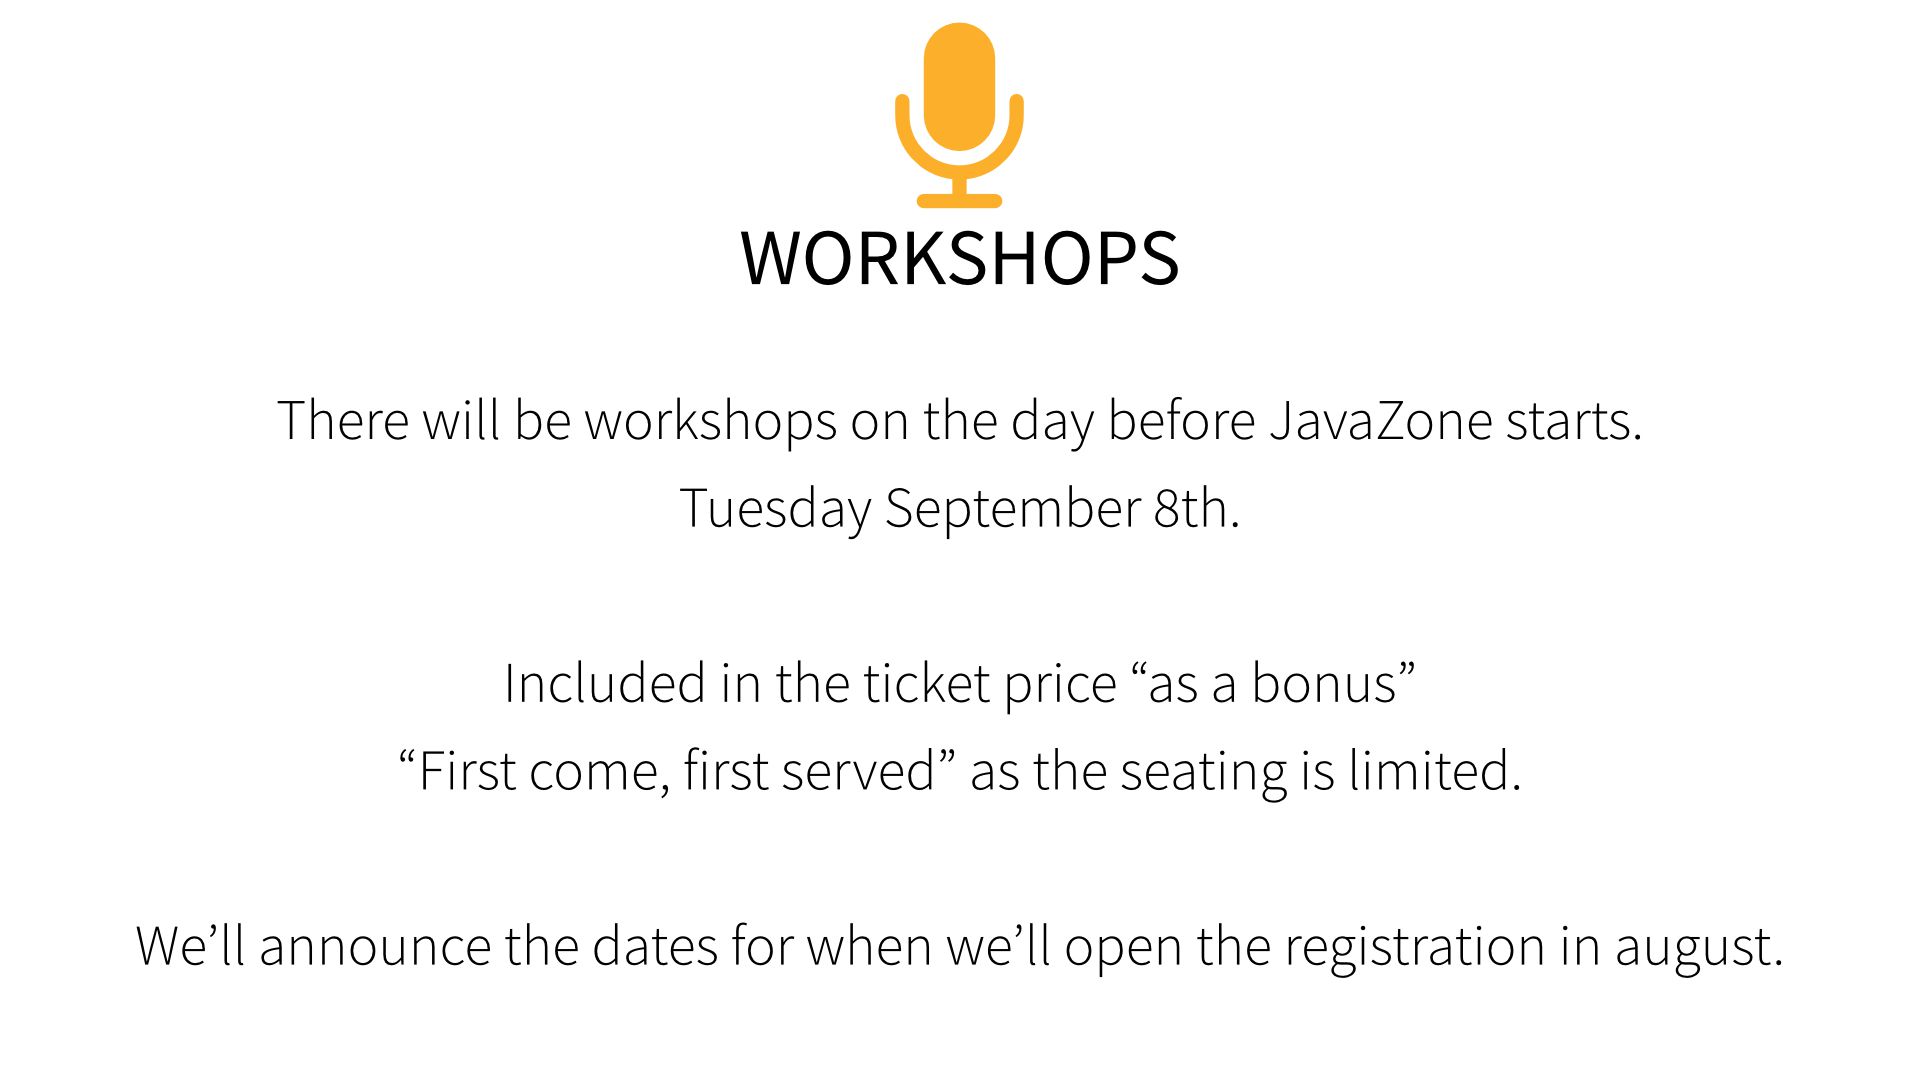 WORKSHOPS
There will be workshops on the day before JavaZone starts.
Tuesday September 8th.
Included in the ticket price “as a bonus”
“First come, first served” as the seating is limited.
We’ll announce the dates for when we’ll open the registration in august.